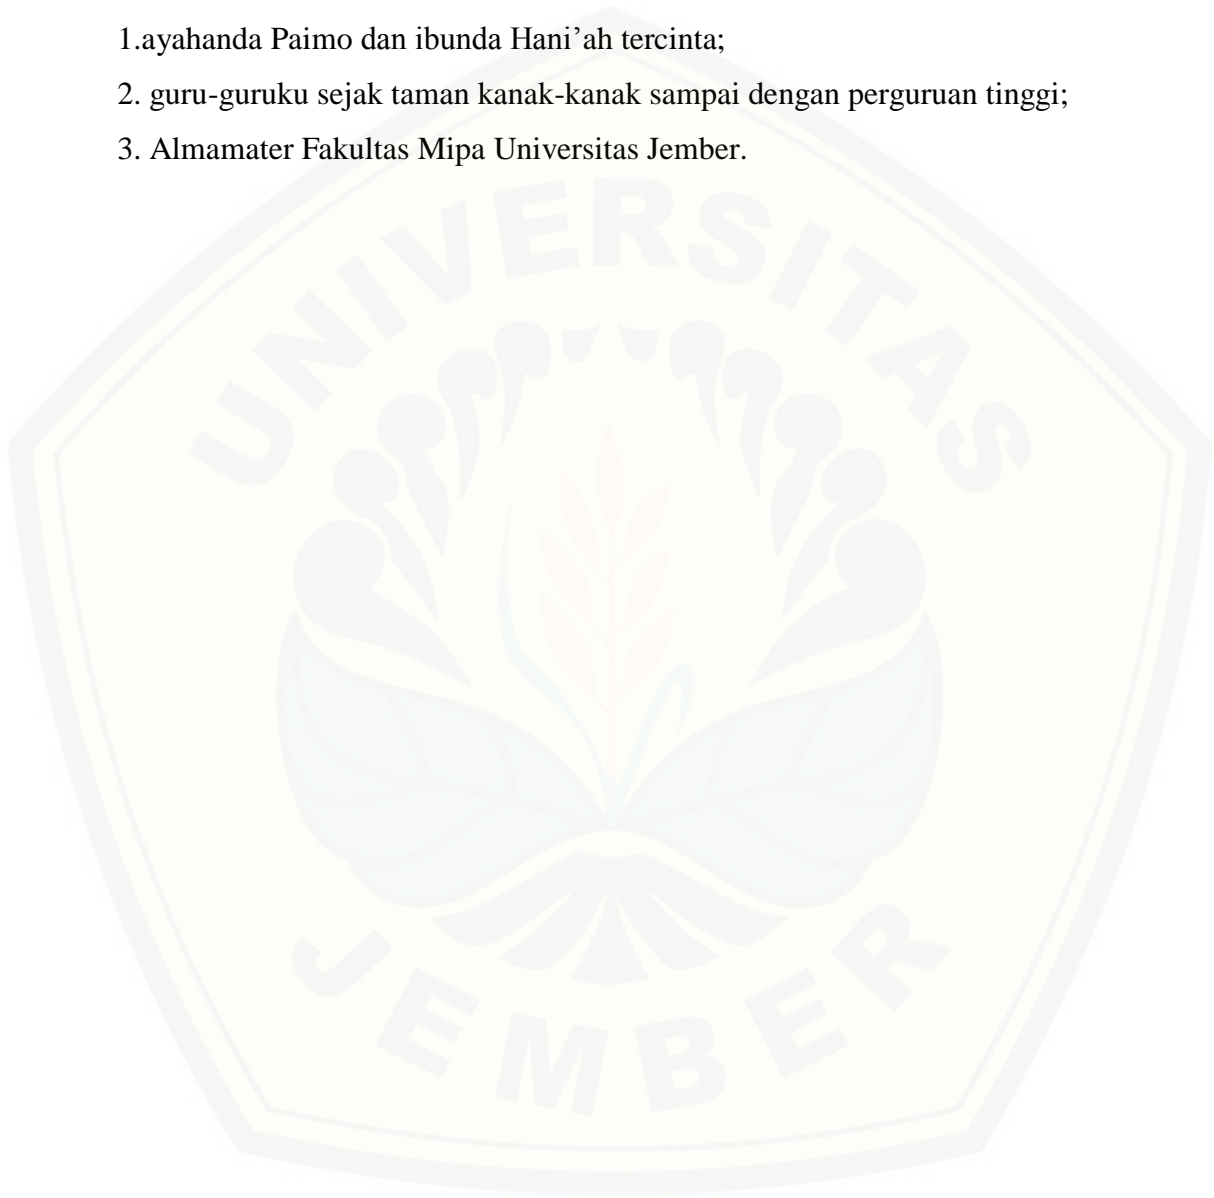 1.ayahanda Paimo dan ibunda Hani’ah tercinta;
2. guru-guruku sejak taman kanak-kanak sampai dengan perguruan tinggi;
3. Almamater Fakultas Mipa Universitas Jember.
UNIVERSITAS
JEMBER